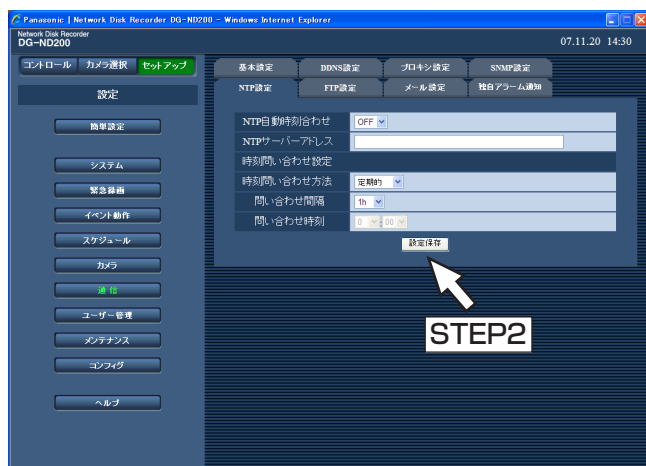 Panasonic | Network Disk Recorder DG-ND200 - Windows Internet Explorer
Network Disk Recorder
DG-ND200
07.11.20 14:30
コントロール カメラ選択 セットアップ
設定
簡単設定
システム
緊急録画
イベント動作
スケジュール
カメラ
通信
ユーザー管理
メンテナンス
コンフィグ
ヘルプ
基本設定 DDNS設定 プロキシ設定 SNMP設定
NTP設定 FTP設定 メール設定 独自アラーム通知
NTP自動時刻合わせ OFF
NTPサーバーアドレス
時刻問い合わせ設定
時刻問い合わせ方法 定期的
問い合わせ間隔 1h
問い合わせ時刻 0 : 00
設定保存
STEP2